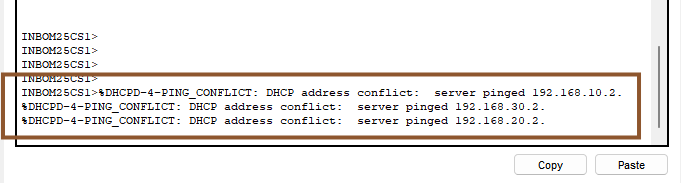 INBOM25CS1>
INBOM25CS1>
INBOM25CS1>
INBOM25CS1>
INBOM25CS1>%DHCPD-4-PING_CONFLICT: DHCP address conflict:  server pinged 192.168.10.2.
%DHCPD-4-PING_CONFLICT: DHCP address conflict:  server pinged 192.168.30.2.
%DHCPD-4-PING_CONFLICT: DHCP address conflict:  server pinged 192.168.20.2.
Copy Paste